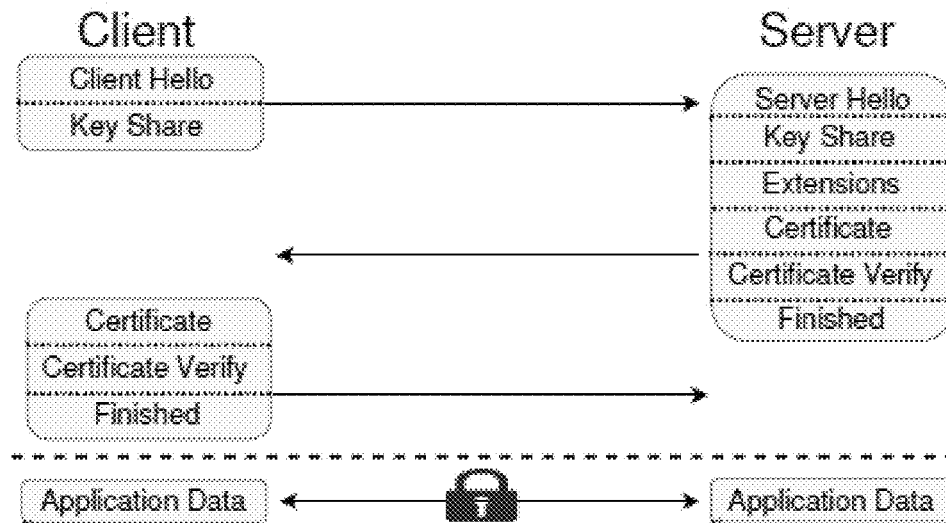 Client
Server
Client Hello
Key Share
Server Hello
Key Share
Extensions
Certificate
Certificate Verify
Finished
Certificate
Certificate Verify
Finished
Application Data
Application Data